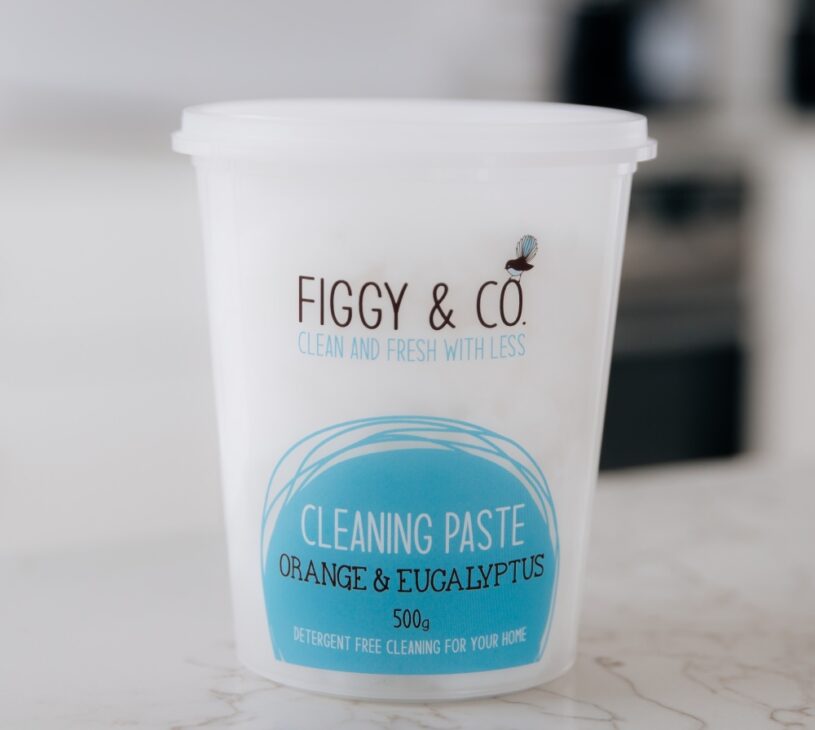 FIGGY & CO.
CLEAN AND FRESH WITH LESS
CLEANING PASTE
ORANGE & EUCALYPTUS
500g
DETERGENT FREE CLEANING FOR YOUR HOME